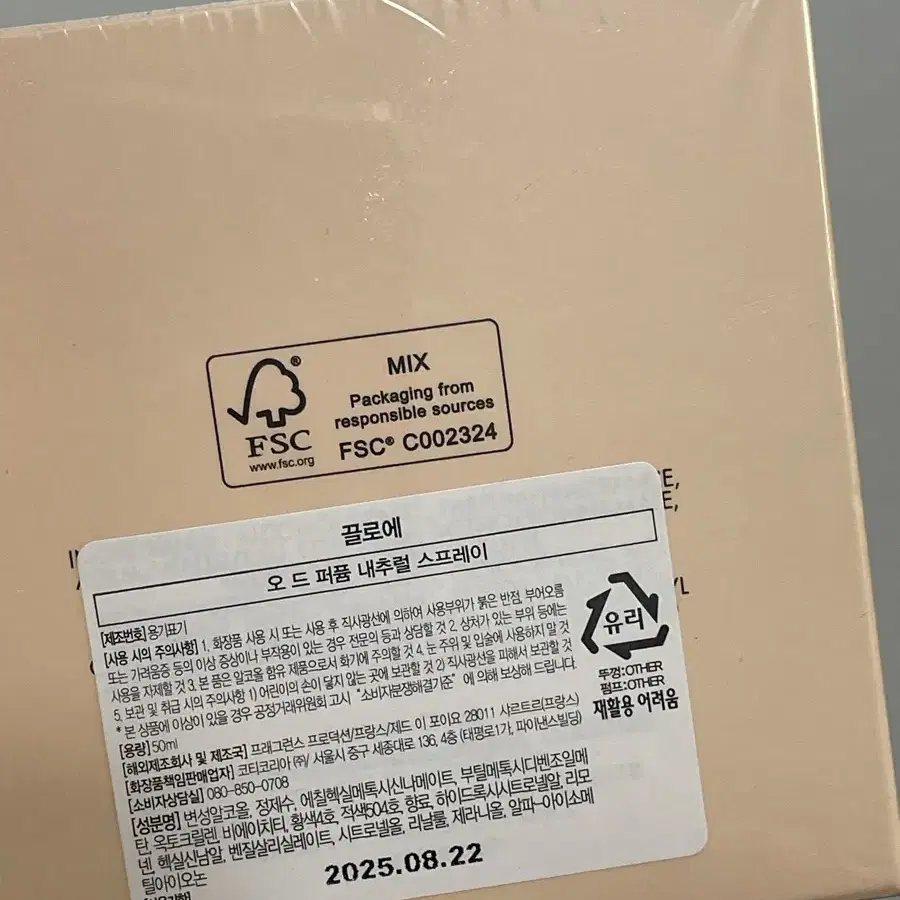 MIX
Packaging from
responsible sources
FSC® C002324
FSC®
www.fsc.org
E,
E,
YL
끌로에
오 드 퍼퓸 내추럴 스프레이
[제조번호] 용기표기
[사용 시의 주의사항] 1. 화장품 사용 시 또는 사용 후 직사광선에 의하여 사용부위가 붉은 반점, 부어오름
또는 가려움증 등의 이상 증상이나 부작용이 있는 경우 전문의 등과 상담할 것 2. 상처가 있는 부위 등에는
사용을 자제할 것 3. 본 품은 알코올 함유 제품으로서 화기에 주의할 것 4. 눈 주위 및 입술에 사용하지 말 것
5. 보관 및 취급 시의 주의사항 1) 어린이의 손이 닿지 않는 곳에 보관할 것 2) 직사광선을 피해서 보관할 것
* 본 상품에 이상이 있을 경우 공정거래위원회 고시 "소비자분쟁해결기준" 에 의해 보상해 드립니다.
[용량] 50ml
[해외제조회사 및 제조국] 프래그런스 프로덕션/프랑스/제드 이 포이요 28011 샤르트르(프랑스)
[화장품책임판매업자] 코티코리아 ㈜/ 서울시 중구 세종대로 136, 4층 (태평로1가, 파이낸스빌딩)
[소비자상담실] 080-850-0708
[성분명] 변성알코올, 정제수, 에칠헥실메톡시신나메이트, 부틸메톡시디벤조일메
탄, 옥토크릴렌, 비에이치티, 황색4호, 적색504호, 향료, 하이드록시시트로넬알, 리모
넨, 헥실신남알, 벤질살리실레이트, 시트로넬올, 리날룰, 제라니올, 알파-아이소메
틸아이오논
2025.08.22
유리
뚜껑:OTHER
펌프:OTHER
재활용 어려움